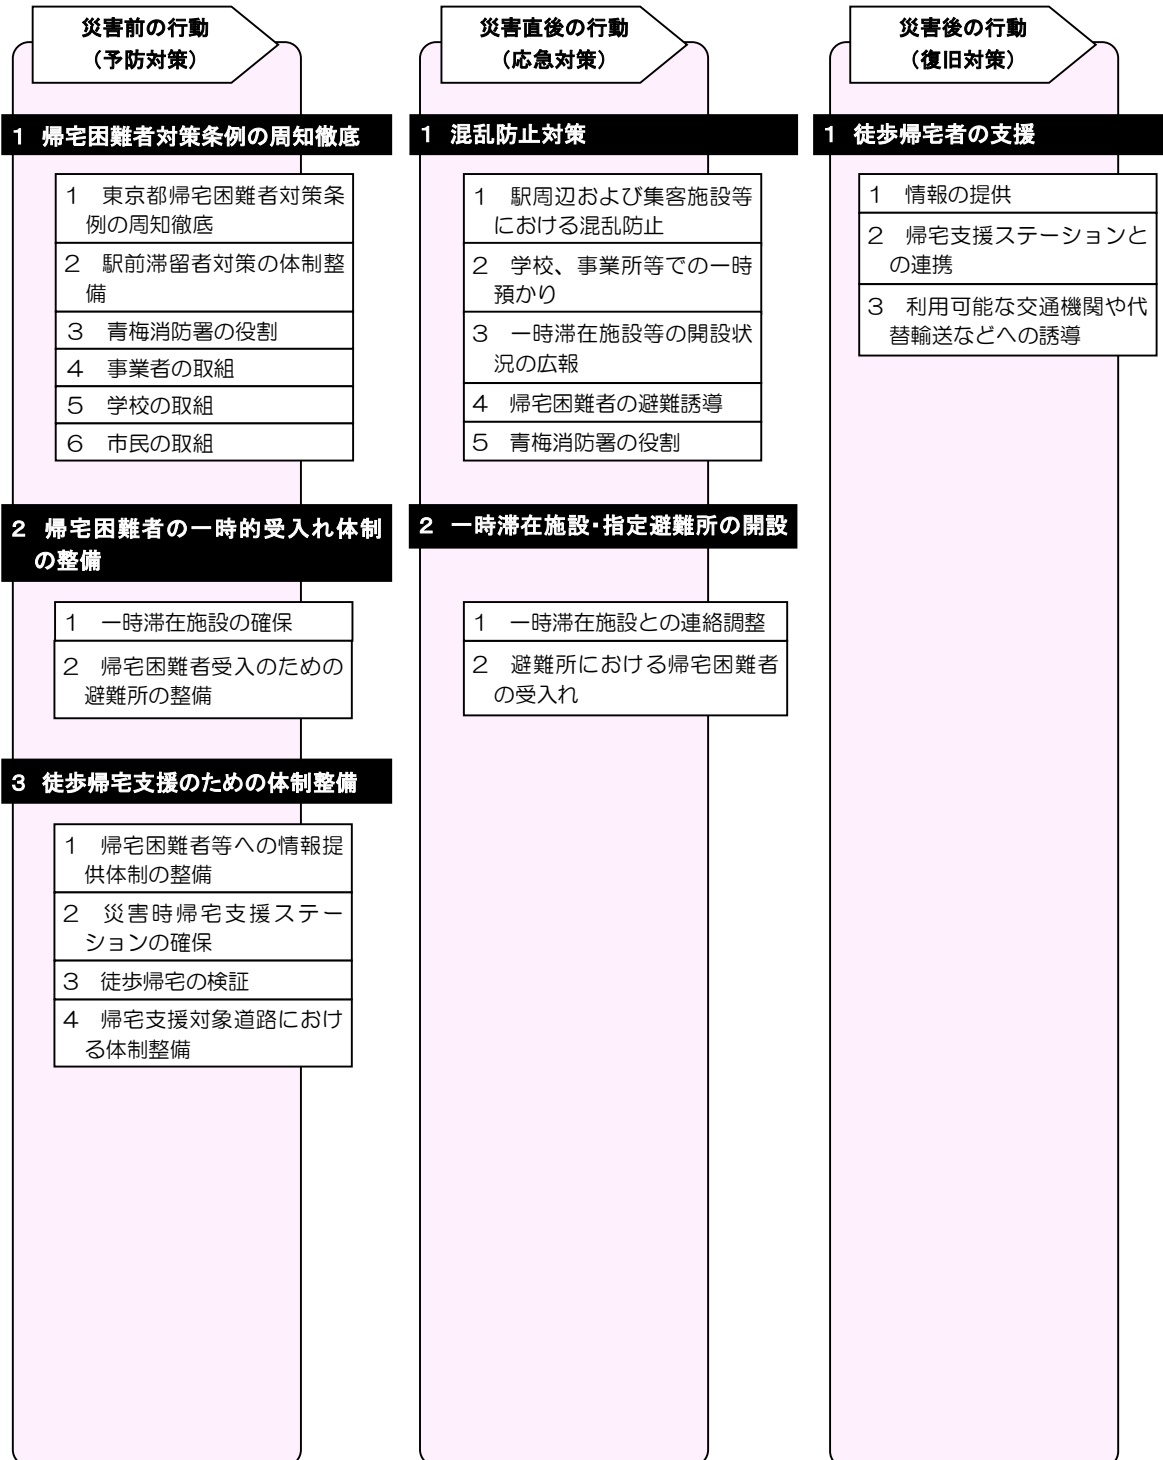 災害前の行動
（予防対策）
1 帰宅困難者対策条例の周知徹底
1 東京都帰宅困難者対策条
例の周知徹底
2 駅前滞留者対策の体制整
備
3 青梅消防署の役割
4 事業者の取組
5 学校の取組
6 市民の取組
2 帰宅困難者の一時的受入れ体制
の整備
1 一時滞在施設の確保
2 帰宅困難者受入のための
避難所の整備
3 徒歩帰宅支援のための体制整備
1 帰宅困難者等への情報提
供体制の整備
2 災害時帰宅支援ステー
ションの確保
3 徒歩帰宅の検証
4 帰宅支援対象道路におけ
る体制整備
災害直後の行動
（応急対策）
1 混乱防止対策
1 駅周辺および集客施設等
における混乱防止
2 学校、事業所等での一時
預かり
3 一時滞在施設等の開設状
況の広報
4 帰宅困難者の避難誘導
5 青梅消防署の役割
2 一時滞在施設・指定避難所の開設
1 一時滞在施設との連絡調整
2 避難所における帰宅困難者
の受入れ
災害後の行動
（復旧対策）
1 徒歩帰宅者の支援
1 情報の提供
2 帰宅支援ステーションと
の連携
3 利用可能な交通機関や代
替輸送などへの誘導